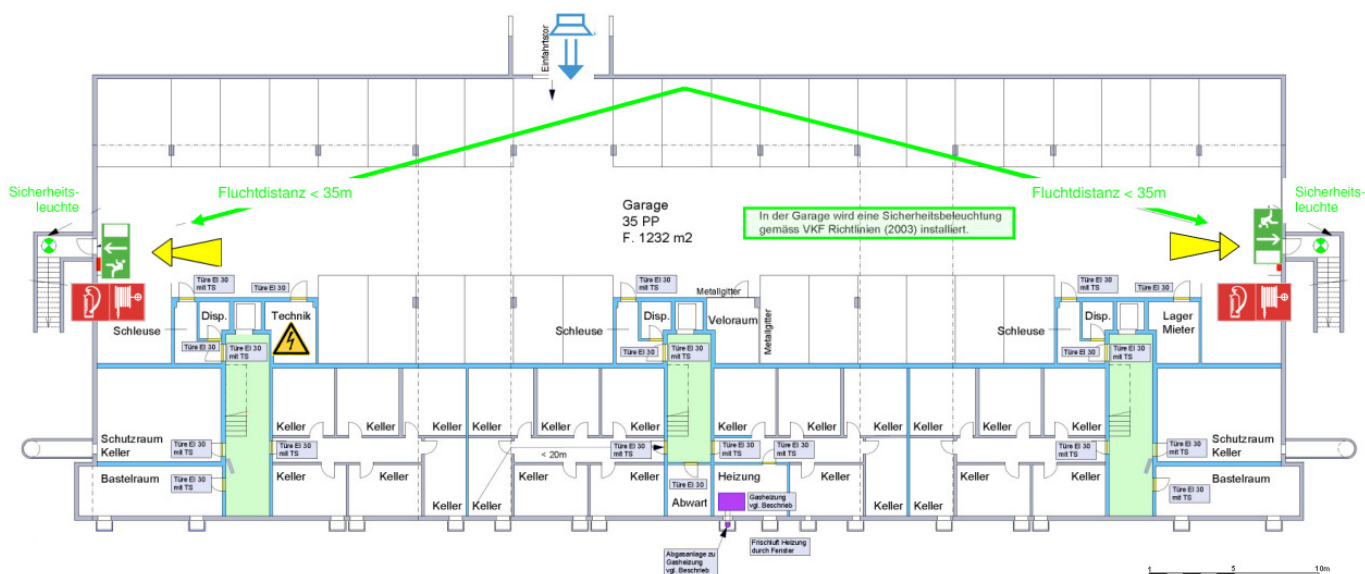 Einfahrtstor
Sicherheits-
leuchte
Fluchtdistanz < 35m
Fluchtdistanz < 35m
Sicherheits-
leuchte
Garage
35 PP
F. 1232 m2
In der Garage wird eine Sicherheitsbeleuchtung
gemäss VKF Richtlinien (2003) installiert.
Türe EI 30
mit TS
Türe EI 30
Türe EI 30
mit TS
Metallgitter
Türe EI 30
mit TS
Türe EI 30
Schleuse
Disp.
Technik
Schleuse
Disp.
Veloraum
Metallgitter
Schleuse
Disp.
Lager
Mieter
Türe EI 30
Türe EI 30
mit TS
Türe EI 30
Türe EI 30
mit TS
Türe EI 30
Türe EI 30
mit TS
Keller
Keller
Keller
Keller
Keller
Keller
Keller
Keller
Keller
Keller
Keller
Keller
Schutzraum
Keller
Türe EI 30
mit TS
Türe EI 30
mit TS
< 20m
Türe EI 30
mit TS
Türe EI 30
mit TS
Türe EI 30
mit TS
Türe EI 30
mit TS
Türe EI 30
mit TS
Schutzraum
Keller
Bastelraum
Türe EI 30
mit TS
Keller
Keller
Keller
Keller
Keller
Keller
Türe EI 30
Abwart
Heizung
Gasheizung
vgl. Beschrieb
Keller
Keller
Keller
Keller
Keller
Türe EI 30
mit TS
Bastelraum
Abgasanlage zu
Gasheizung
vgl. Beschrieb
Frischluft Heizung
durch Fenster
1
5
10m